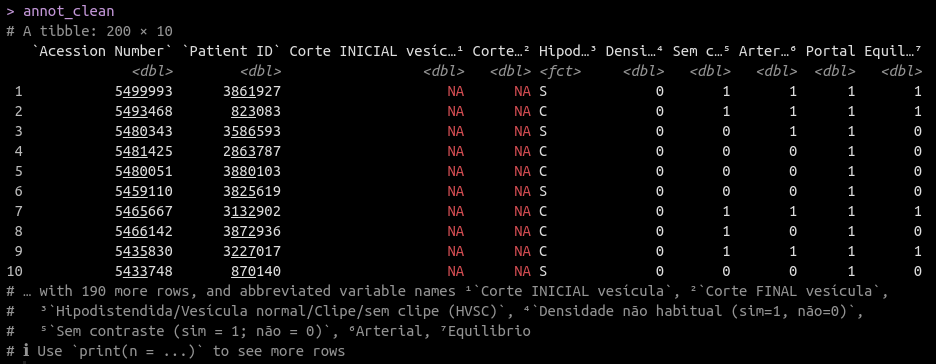 > annot_clean
# A tibble: 200 × 10
`Acession Number` `Patient ID` Corte INICIAL vesíc…¹ Corte…² Hipod…³ Densi…⁴ Sem c…⁵ Arter…⁶ Portal Equil…⁷
<dbl> <dbl> <dbl> <dbl> <fct> <dbl> <dbl> <dbl> <dbl> <dbl>
1 5499993 3861927 NA NA S 0 1 1 1 1
2 5493468 823083 NA NA C 0 1 1 1 1
3 5480343 3586593 NA NA S 0 0 1 1 0
4 5481425 2863787 NA NA C 0 0 0 1 0
5 5480051 3880103 NA NA C 0 0 0 1 0
6 5459110 3825619 NA NA S 0 0 0 1 0
7 5465667 3132902 NA NA C 0 1 1 1 1
8 5466142 3872936 NA NA C 0 1 0 1 0
9 5435830 3227017 NA NA C 0 1 1 1 1
10 5433748 870140 NA NA S 0 0 0 1 0
# … with 190 more rows, and abbreviated variable names ¹`Corte INICIAL vesícula`, ²`Corte FINAL vesícula`,
# ³`Hipodistendida/Vesícula normal/Clipe/sem clipe (HVSC)`, ⁴`Densidade não habitual (sim=1, não=0)`,
# ⁵`Sem contraste (sim = 1; não = 0)`, ⁶Arterial, ⁷Equilibrio
# ℹ Use `print(n = ...)` to see more rows